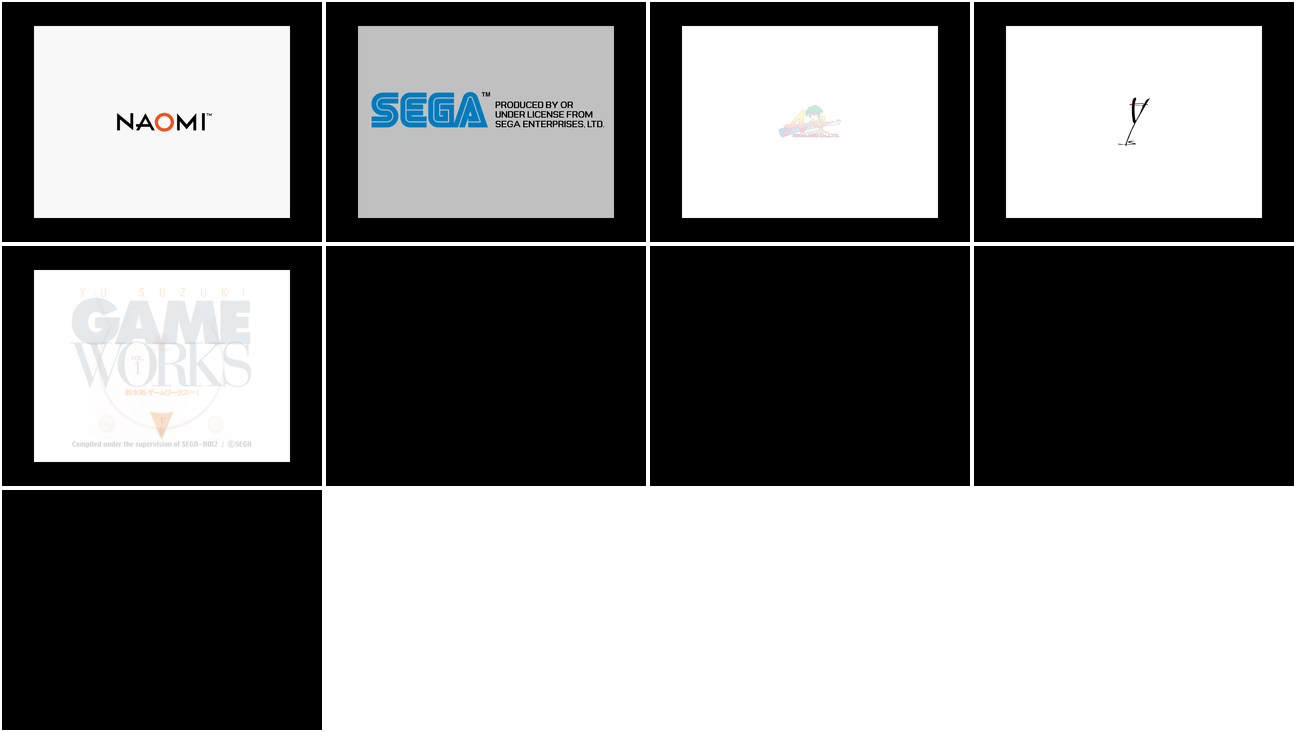 NAOMI™
SEGA™
PRODUCED BY OR
UNDER LICENSE FROM
SEGA ENTERPRISES, LTD.
YU SUZUKI
GAME
WORKS
VOL.
1
鈴木裕ゲームワークス
Compiled under the supervision of SEGA-AM2 / ©SEGA